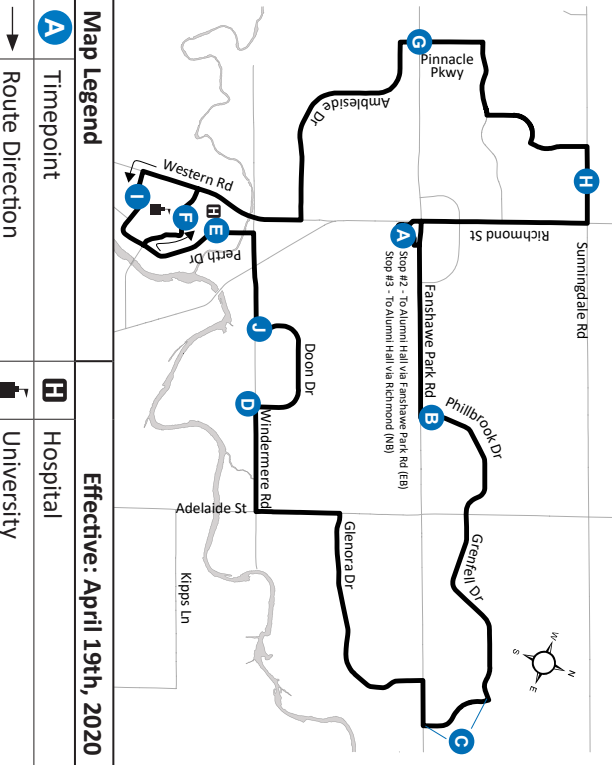 Sunningdale Rd
H
Richmond St
Pinnacle
Pkwy
G
Ambleside Dr
A
Stop #2 - To Alumni Hall via Fanshawe Park Rd (EB)
Stop #3 - To Alumni Hall via Richmond (NB)
Fanshawe Park Rd
B
Phillbrook Dr
Grenfell Dr
N
E
S
W
C
Glenora Dr
Adelaide St
Windermere Rd
D
Doon Dr
J
Perth Dr
E
H
F
I
Western Rd
Kipps Ln
Map Legend
Effective: April 19th, 2020
A
Timepoint
H
Hospital
Route Direction
University